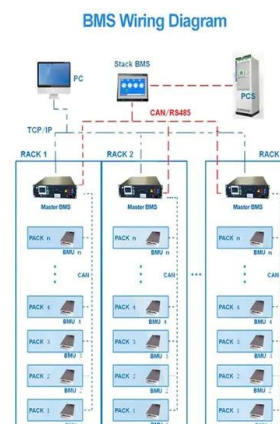 BMS Wiring Diagram
Stack BMS
PC
PCS
CAN/RS485
TCP/IP
RACK 1
RACK 2
RACK
Master BMS
Master BMS
Master BMS
PACK n
PACK n
PACK n
BMU n
BMU n
BMU n
CAN
CAN
CAN
PACK 4
PACK 4
PACK 4
BMU 4
BMU 4
BMU 4
PACK 3
PACK 3
PACK 3
BMU 3
BMU 3
BMU 3
PACK 2
PACK 2
PACK 2
BMU 2
BMU 2
BMU 2
PACK 1
PACK 1
PACK 1